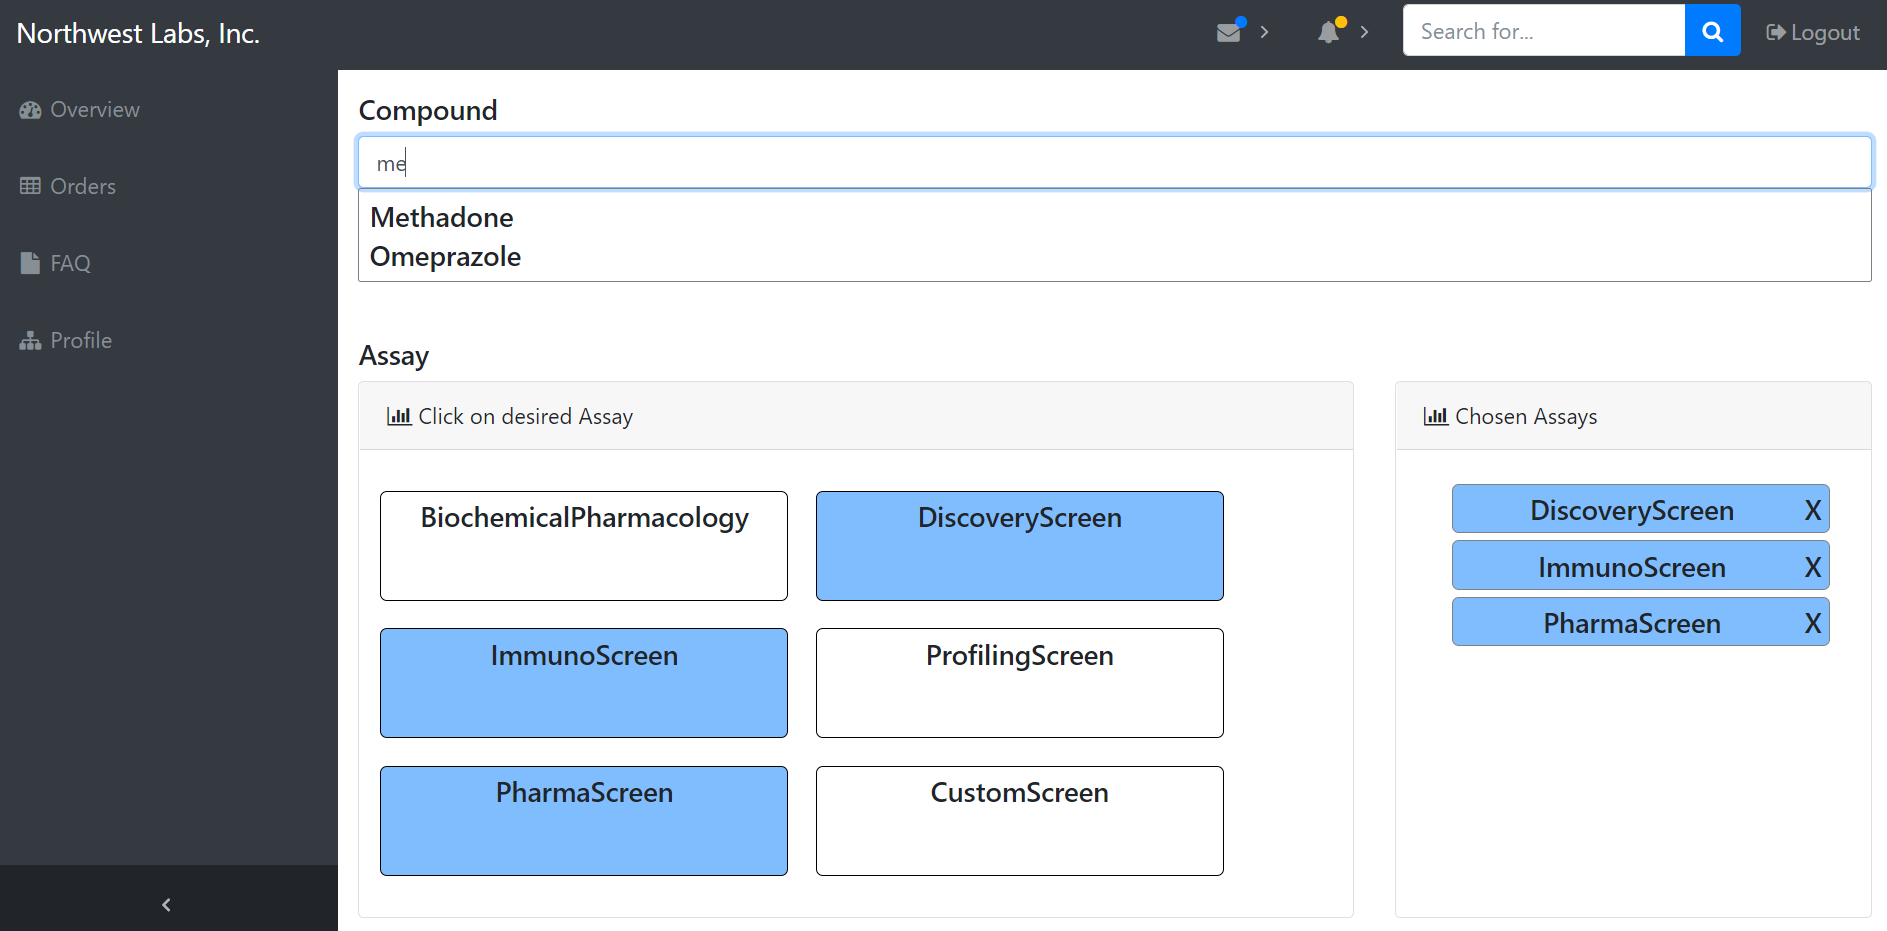 Northwest Labs, Inc.
Search for...
Logout
Overview
Orders
FAQ
Profile
Compound
me
Methadone
Omeprazole
Assay
Click on desired Assay
BiochemicalPharmacology
DiscoveryScreen
ImmunoScreen
ProfilingScreen
PharmaScreen
CustomScreen
Chosen Assays
DiscoveryScreen X
ImmunoScreen X
PharmaScreen X